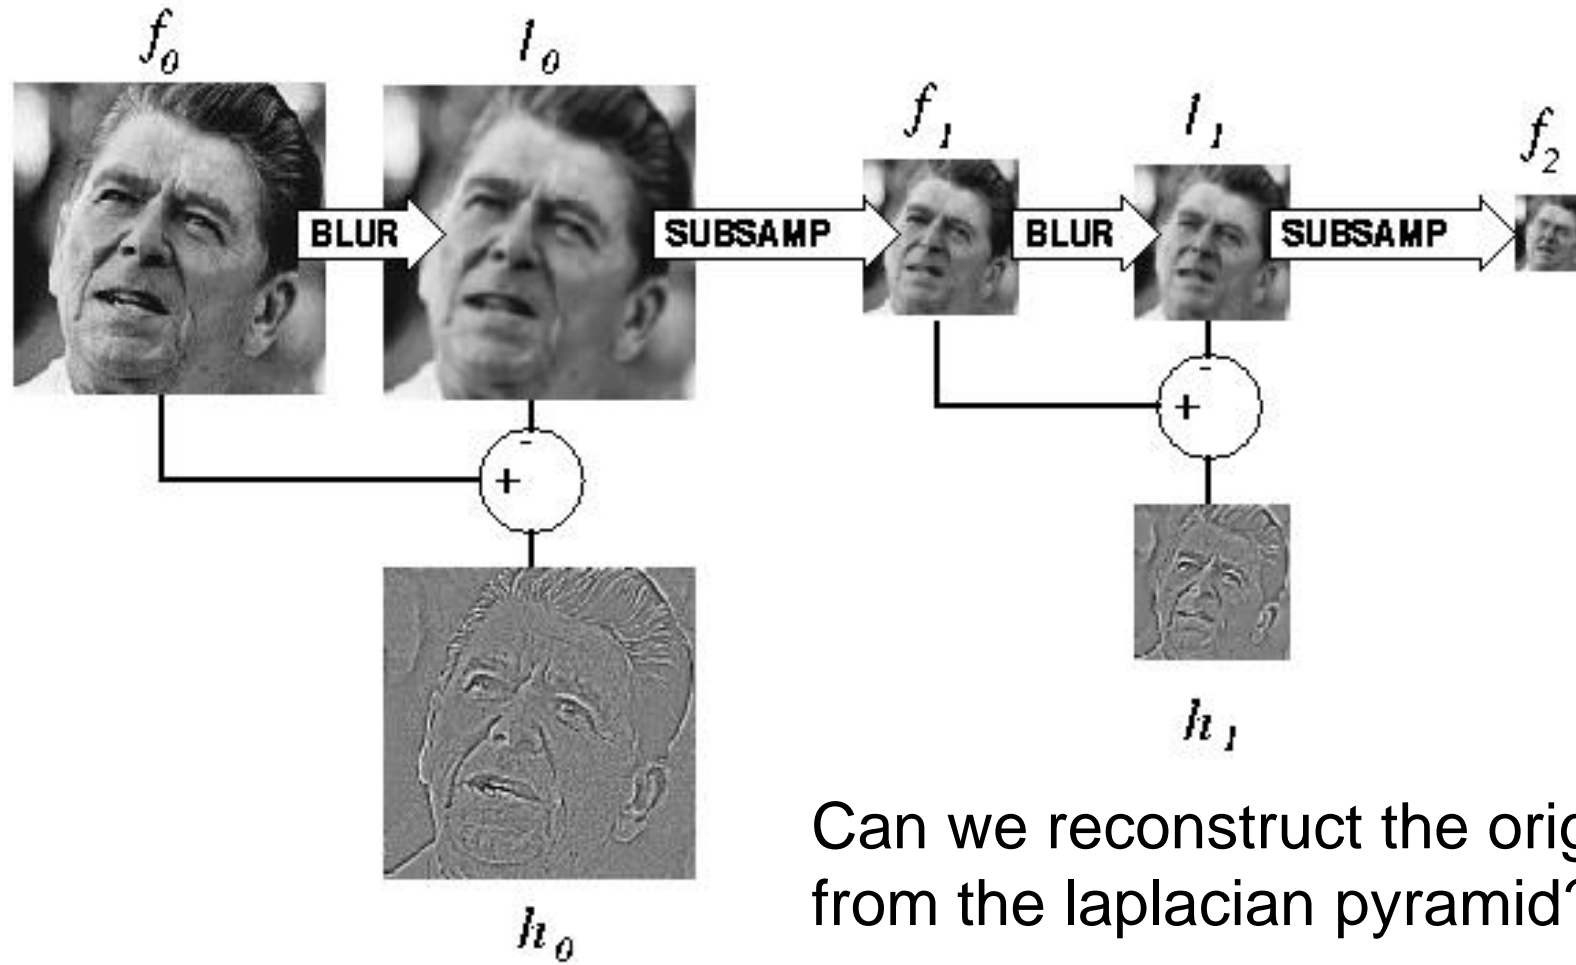 f0
l0
f1
l1
f2
BLUR
SUBSAMP
BLUR
SUBSAMP
-
+
-
+
h1
Can we reconstruct the orig
from the laplacian pyramid?
h0